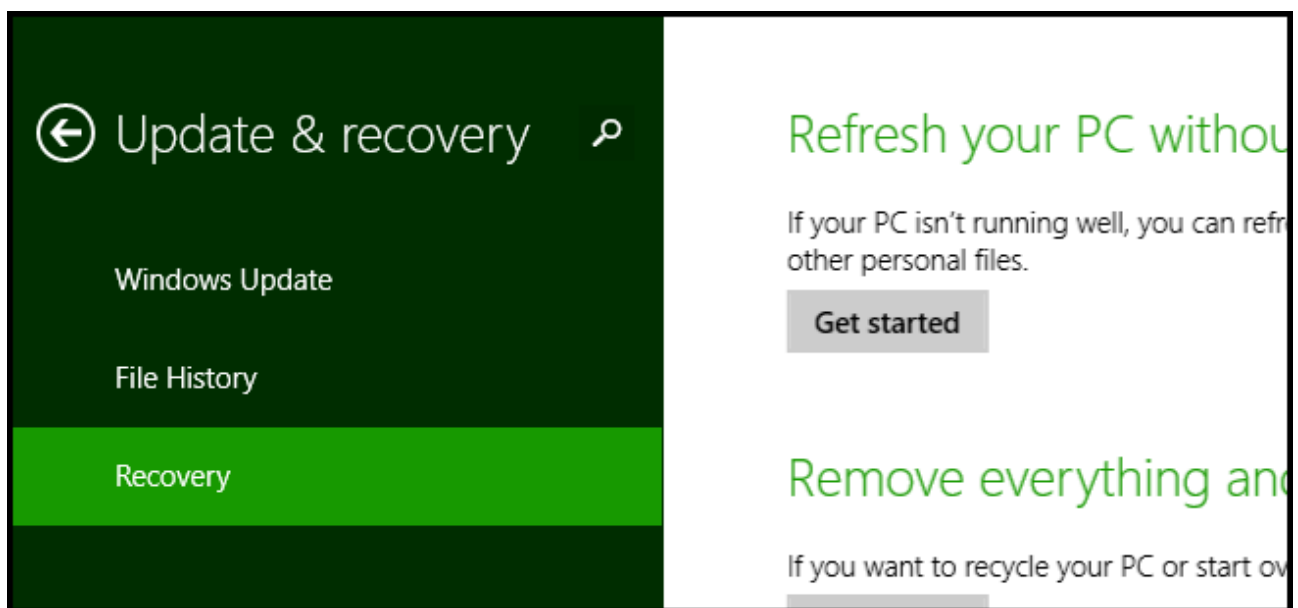 Update & recovery
Windows Update
File History
Recovery
Refresh your PC withou
If your PC isn't running well, you can refr
other personal files.
Get started
Remove everything and
If you want to recycle your PC or start ov